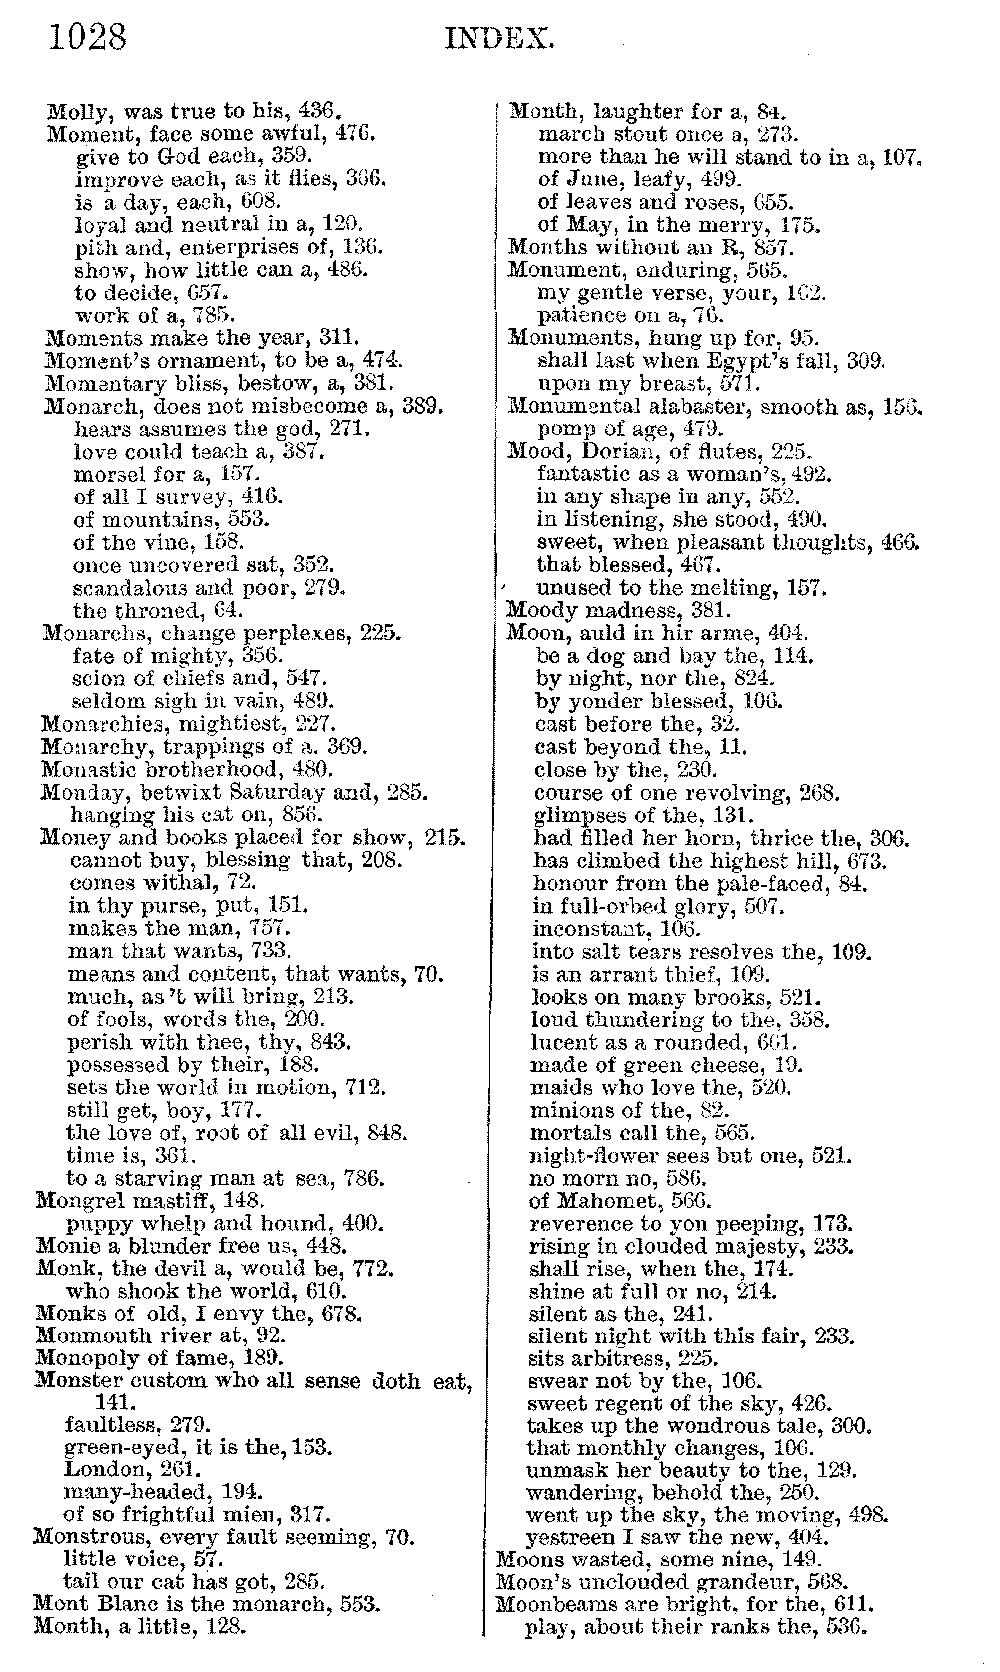 1028 INDEX.
Molly, was true to his, 436.
Moment, face some awful, 476.
give to God each, 359.
improve each, as it flies, 366.
is a day, each, 608.
loyal and neutral in a, 120.
pith and, enterprises of, 136.
show, how little can a, 486.
to decide, 657.
work of a, 785.
Moments make the year, 311.
Moment's ornament, to be a, 474.
Momentary bliss, bestow, a, 381.
Monarch, does not misbecome a, 389.
hears assumes the god, 271.
love could teach a, 387.
morsel for a, 157.
of all I survey, 416.
of mountains, 553.
of the vine, 158.
once uncovered sat, 352.
scandalous and poor, 279.
the throned, 64.
Monarchs, change perplexes, 225.
fate of mighty, 356.
scion of chiefs and, 547.
seldom sigh in vain, 489.
Monarchies, mightiest, 227.
Monarchy, trappings of a. 369.
Monastic brotherhood, 480.
Monday, betwixt Saturday and, 285.
hanging his cat on, 856.
Money and books placed for show, 215.
cannot buy, blessing that, 208.
comes withal, 72.
in thy purse, put, 151.
makes the man, 757.
man that wants, 733.
means and content, that wants, 70.
much, as 't will bring, 213.
of fools, words the, 200.
perish with thee, thy, 843.
possessed by their, 188.
sets the world in motion, 712.
still get, boy, 177.
the love of, root of all evil, 848.
time is, 361.
to a starving man at sea, 786.
Mongrel mastiff, 148.
puppy whelp and hound, 400.
Monie a blunder free us, 448.
Monk, the devil a, would be, 772.
who shook the world, 610.
Monks of old, I envy the, 678.
Monmouth river at, 92.
Monopoly of fame, 189.
Monster custom who all sense doth eat,
141.
faultless, 279.
green-eyed, it is the, 153.
London, 261.
many-headed, 194.
of so frightful mien, 317.
Monstrous, every fault seeming, 70.
little voice, 57.
tail our cat has got, 285.
Mont Blanc is the monarch, 553.
Month, a little, 128.
Month, laughter for a, 84.
march stout once a, 273.
more than he will stand to in a, 107.
of June, leafy, 499.
of leaves and roses, 655.
of May, in the merry, 175.
Months without an R, 857.
Monument, enduring, 565.
my gentle verse, your, 162.
patience on a, 76.
Monuments, hung up for, 95.
shall last when Egypt's fall, 309.
upon my breast, 571.
Monumental alabaster, smooth as, 156.
pomp of age, 479.
Mood, Dorian, of flutes, 225.
fantastic as a woman's, 492.
in any shape in any, 552.
in listening, she stood, 490.
sweet, when pleasant thoughts, 466.
that blessed, 467.
unused to the melting, 157.
Moody madness, 381.
Moon, auld in hir arme, 404.
be a dog and bay the, 114.
by night, nor the, 824.
by yonder blessed, 106.
cast before the, 32.
cast beyond the, 11.
close by the, 230.
course of one revolving, 268.
glimpses of the, 131.
had filled her horn, thrice the, 306.
has climbed the highest hill, 673.
honour from the pale-faced, 84.
in full-orbed glory, 507.
inconstant, 106.
into salt tears resolves the, 109.
is an arrant thief, 109.
looks on many brooks, 521.
loud thundering to the, 358.
lucent as a rounded, 661.
made of green cheese, 19.
maids who love the, 520.
minions of the, 82.
mortals call the, 565.
night-flower sees but one, 521.
no morn no, 586.
of Mahomet, 566.
reverence to yon peeping, 173.
rising in clouded majesty, 233.
shall rise, when the, 174.
shine at full or no, 214.
silent as the, 241.
silent night with this fair, 233.
sits arbitress, 225.
swear not by the, 106.
sweet regent of the sky, 426.
takes up the wondrous tale, 300.
that monthly changes, 106.
unmask her beauty to the, 129.
wandering, behold the, 250.
went up the sky, the moving, 498.
yestreen I saw the new, 404.
Moons wasted, some nine, 149.
Moon's unclouded grandeur, 568.
Moonbeams are bright, for the, 611.
play, about their ranks the, 536.